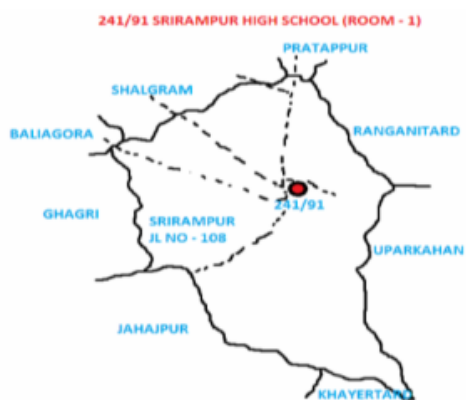 241/91 SRIRAMPUR HIGH SCHOOL (ROOM - 1)
PRATAPPUR
SHALGRAM
BALIAGORA
RANGANITARD
GHAGRI
241/91
SRIRAMPUR
JL NO - 108
UPARKAHAN
JAHAJPUR
KHAYERTARD